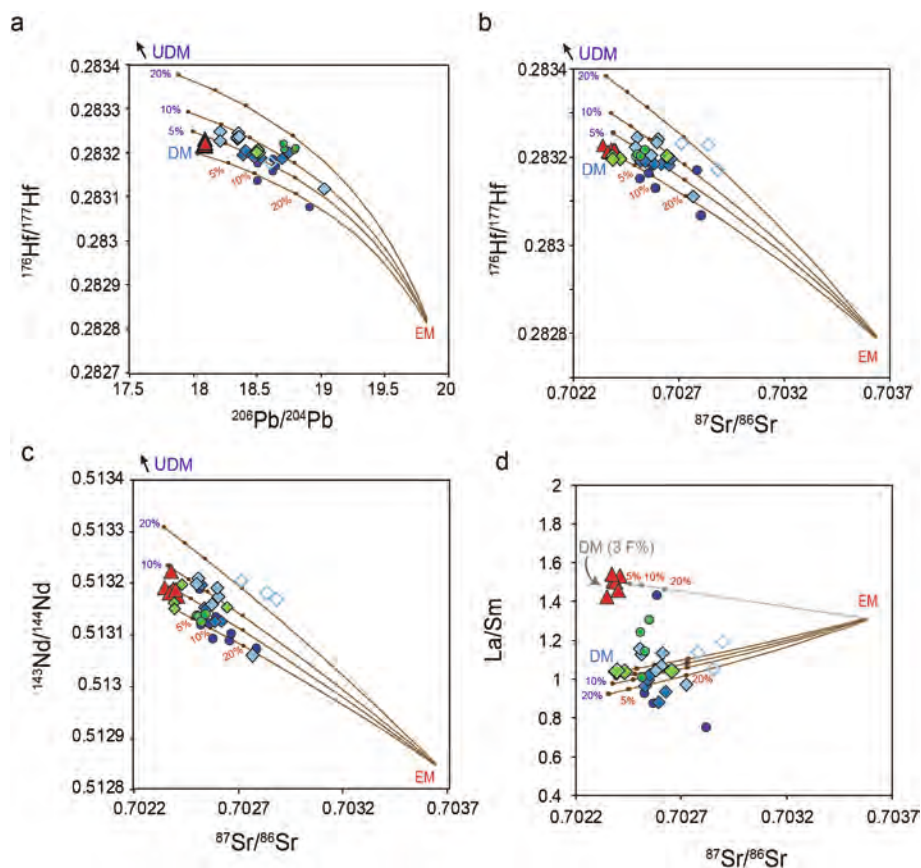 a
UDM
0.2834
0.2833
0.2832
0.2831
0.283
0.2829
0.2828
0.2827
20%
10%
5%
DM
5%
10%
20%
EM
17.5 18 18.5 19 19.5 20
²⁰⁶Pb/²⁰⁴Pb
¹⁷⁶Hf/¹⁷⁷Hf
b
UDM
0.2834
0.2832
0.283
0.2828
20%
10%
5%
DM
5%
10%
20%
EM
0.7022 0.7027 0.7032 0.7037
⁸⁷Sr/⁸⁶Sr
¹⁷⁶Hf/¹⁷⁷Hf
c
UDM
0.5134
0.5133
0.5132
0.5131
0.513
0.5129
0.5128
20%
10%
5%
10%
20%
EM
0.7022 0.7027 0.7032 0.7037
⁸⁷Sr/⁸⁶Sr
¹⁴³Nd/¹⁴⁴Nd
d
2
1.8
1.6
1.4
1.2
1
0.8
0.6
0.4
DM (3 F%)
5% 10% 20%
EM
DM
10%
20%
5%
20%
0.7022 0.7027 0.7032 0.7037
⁸⁷Sr/⁸⁶Sr
La/Sm